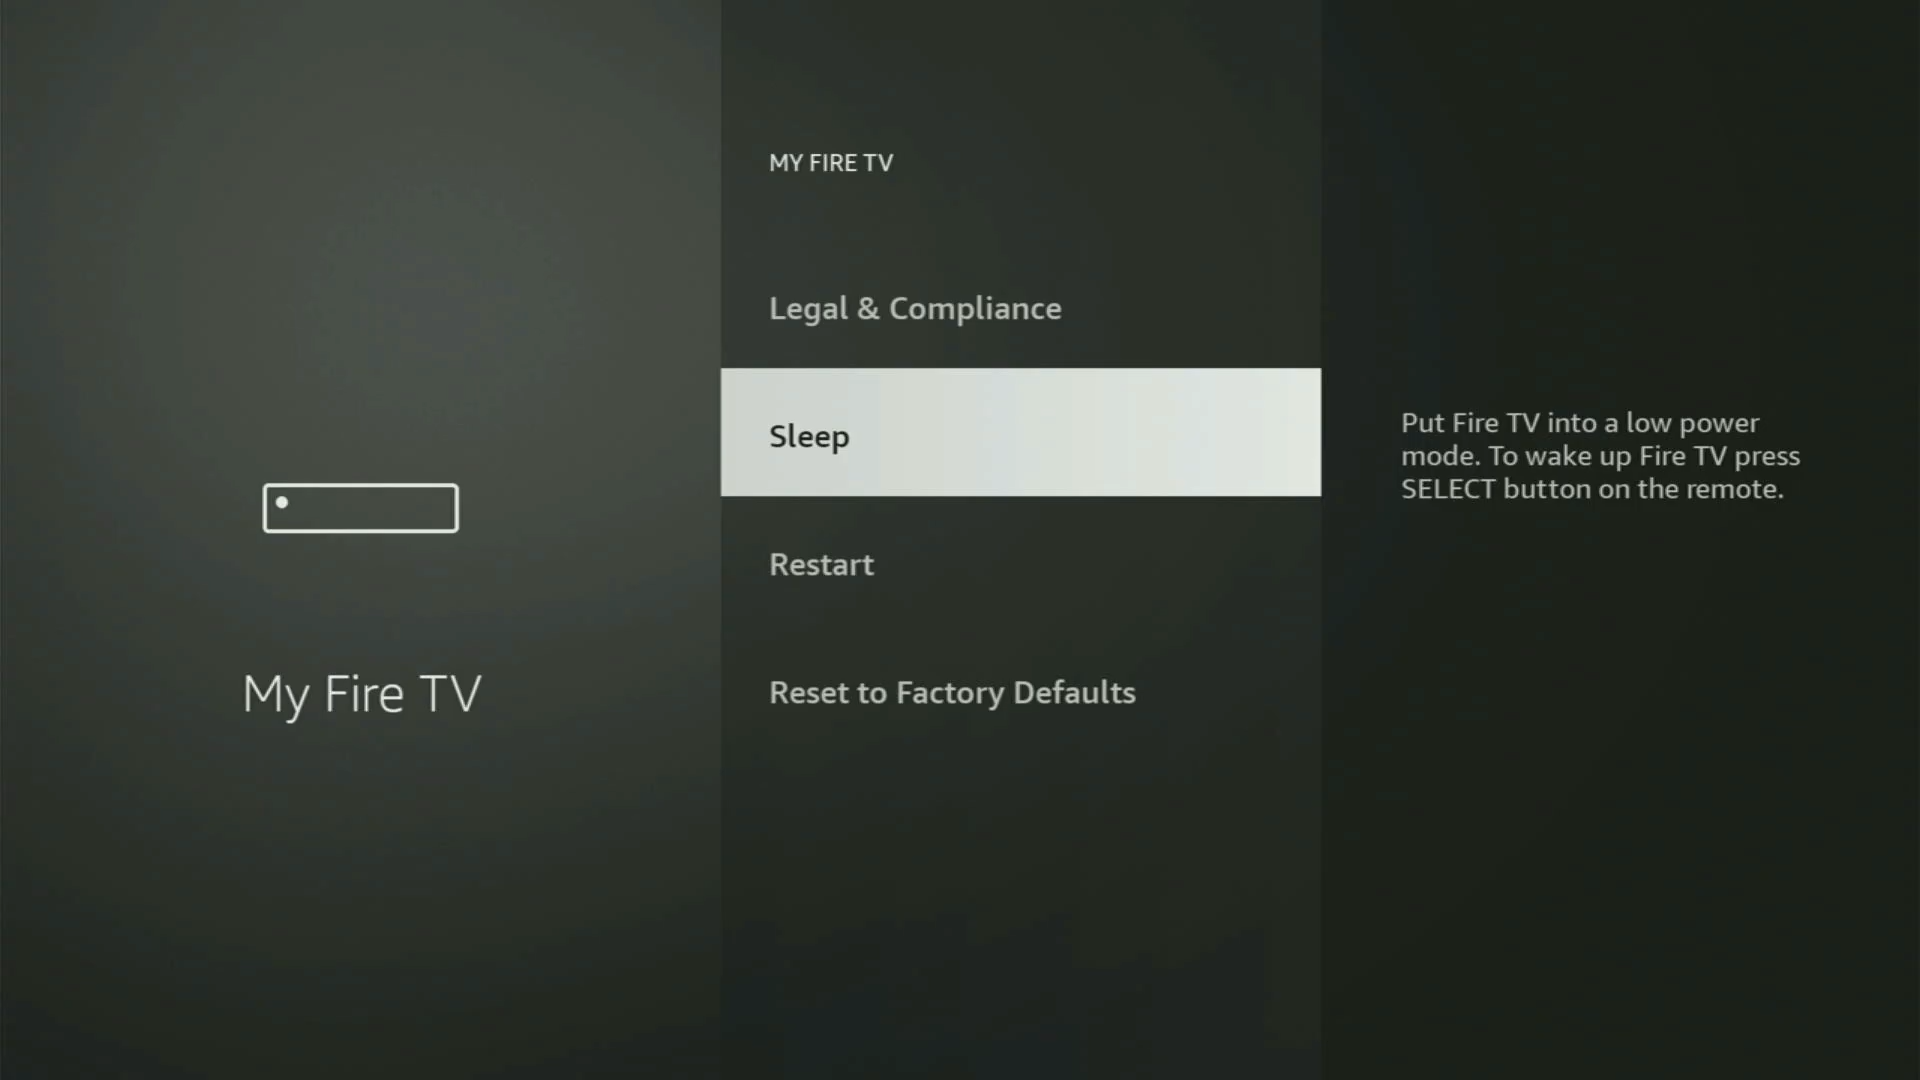 My Fire TV
MY FIRE TV
Legal & Compliance
Sleep
Restart
Reset to Factory Defaults
Put Fire TV into a low power
mode. To wake up Fire TV press
SELECT button on the remote.